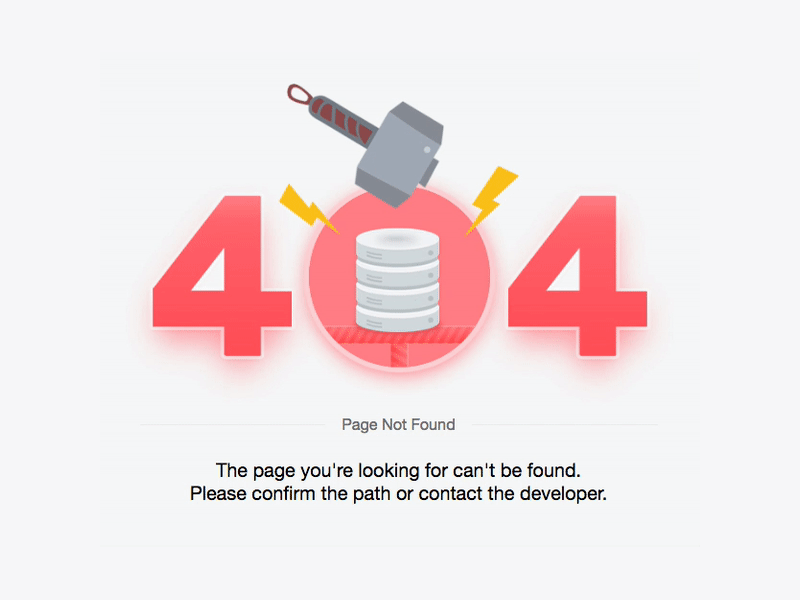 404
Page Not Found
The page you're looking for can't be found.
Please confirm the path or contact the developer.